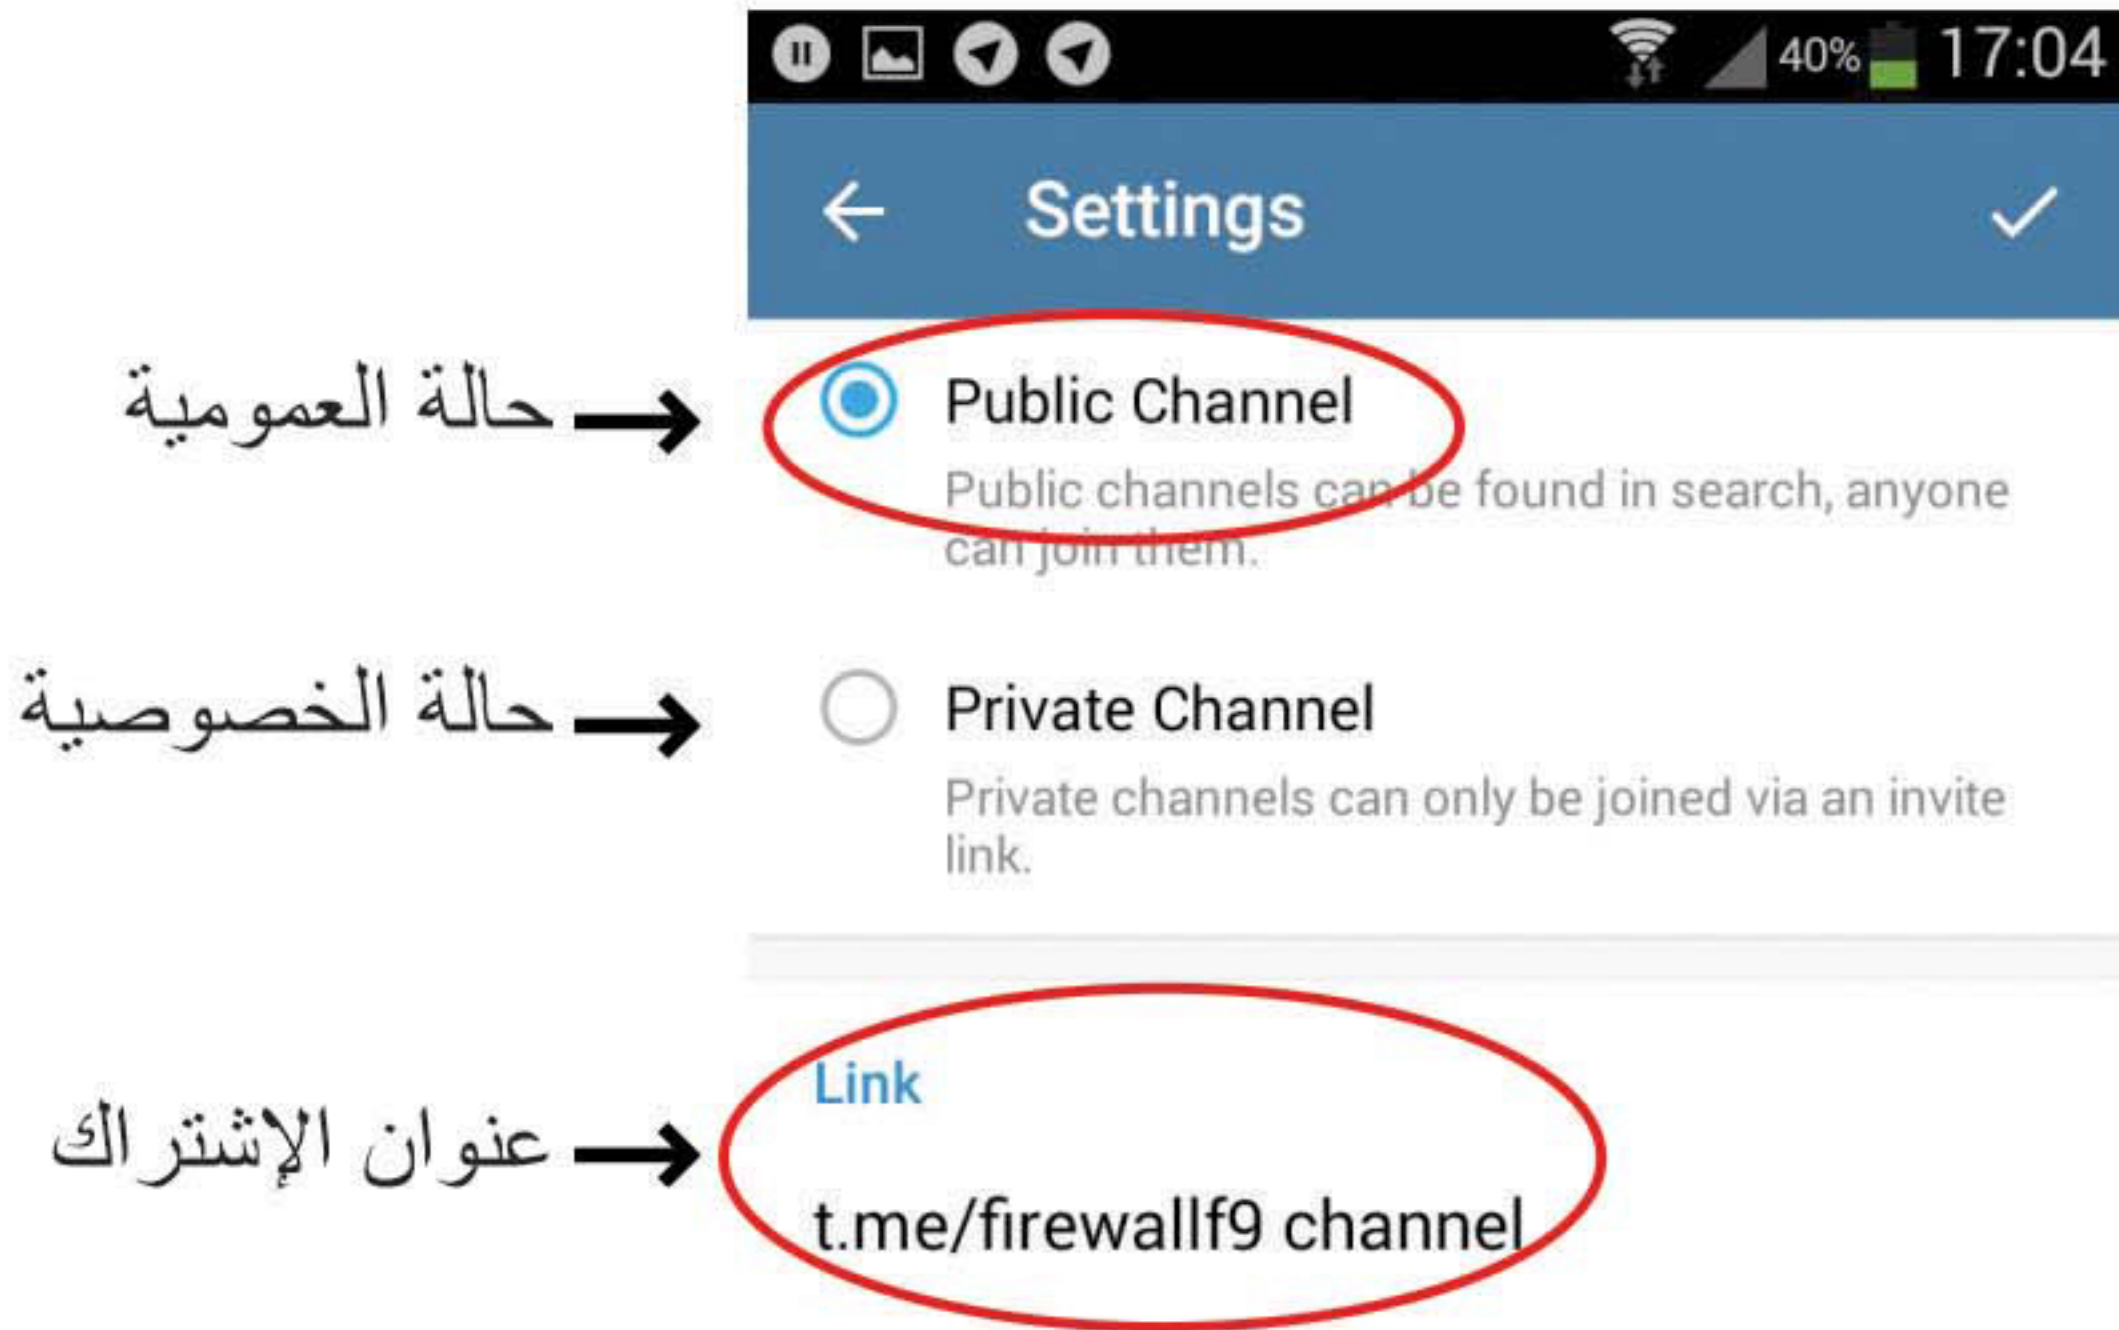 40% 17:04
Settings
حالة العمومية
Public Channel
Public channels can be found in search, anyone
can join them.
حالة الخصوصية
Private Channel
Private channels can only be joined via an invite
link.
Link
عنوان الإشتراك
t.me/firewallf9 channel